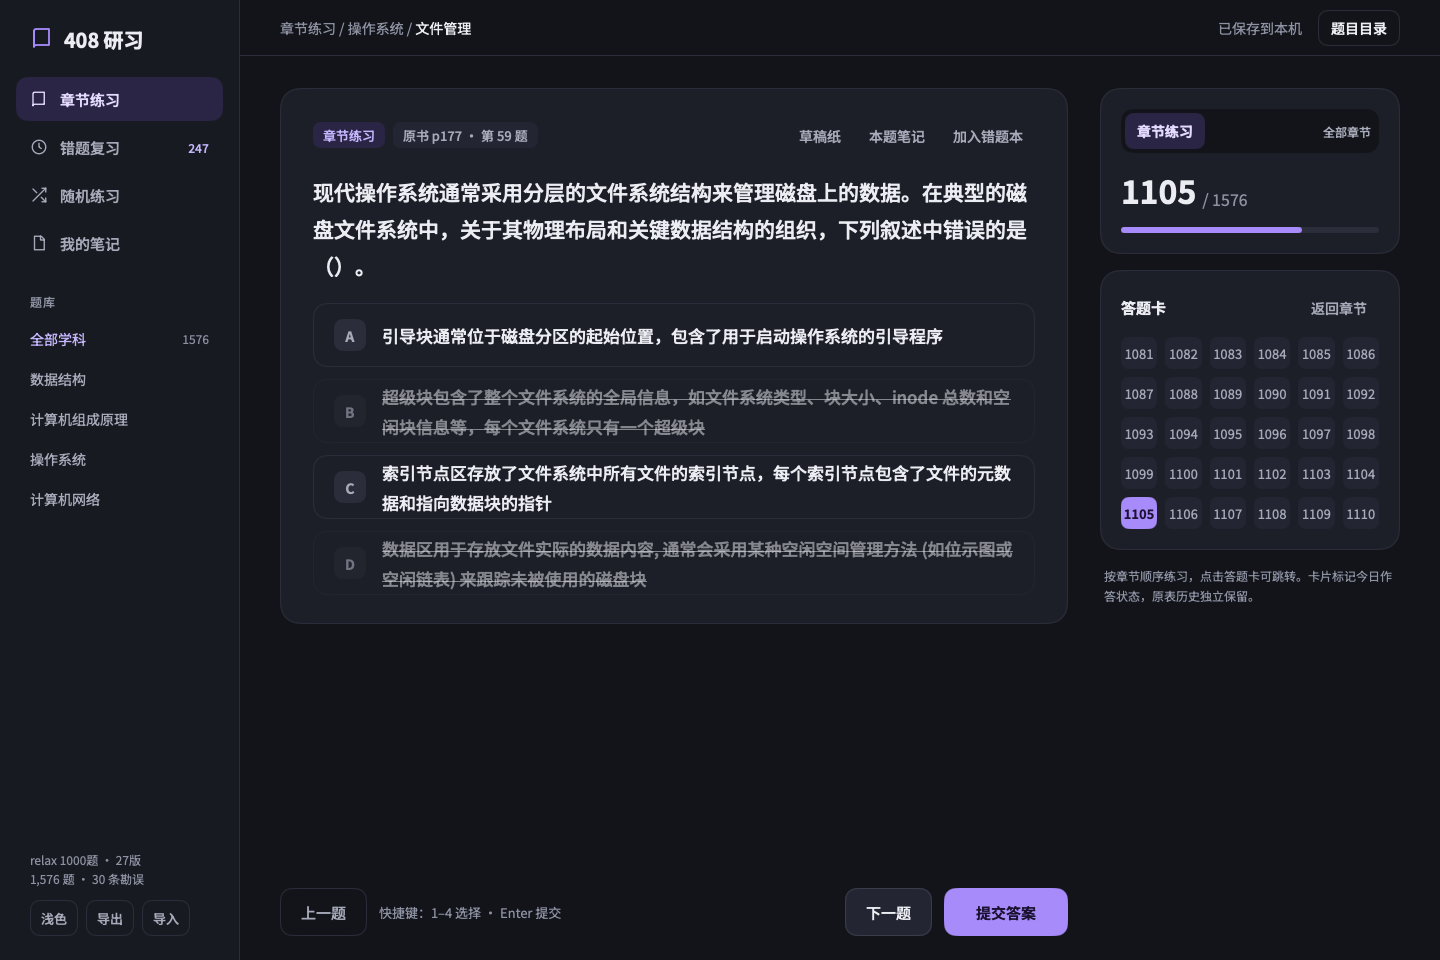 408 研习
章节练习
错题复习 247
随机练习
我的笔记
题库
全部学科 1576
数据结构
计算机组成原理
操作系统
计算机网络
relax 1000题 · 27版
1,576 题 · 30 条勘误
浅色 导出 导入
章节练习 / 操作系统 / 文件管理
已保存到本机 题目目录
章节练习 原书 p177 · 第 59 题 草稿纸 本题笔记 加入错题本
现代操作系统通常采用分层的文件系统结构来管理磁盘上的数据。在典型的磁
盘文件系统中，关于其物理布局和关键数据结构的组织，下列叙述中错误的是
（）。
A 引导块通常位于磁盘分区的起始位置，包含了用于启动操作系统的引导程序
B 超级块包含了整个文件系统的全局信息，如文件系统类型、块大小、inode 总数和空
闲块信息等，每个文件系统只有一个超级块
C 索引节点区存放了文件系统中所有文件的索引节点，每个索引节点包含了文件的元数
据和指向数据块的指针
D 数据区用于存放文件实际的数据内容, 通常会采用某种空闲空间管理方法 (如位示图或
空闲链表) 来跟踪未被使用的磁盘块
上一题 快捷键：1–4 选择 · Enter 提交 下一题 提交答案
章节练习 全部章节
1105 / 1576
答题卡 返回章节
1081 1082 1083 1084 1085 1086
1087 1088 1089 1090 1091 1092
1093 1094 1095 1096 1097 1098
1099 1100 1101 1102 1103 1104
1105 1106 1107 1108 1109 1110
按章节顺序练习，点击答题卡可跳转。卡片标记今日作
答状态，原表历史独立保留。